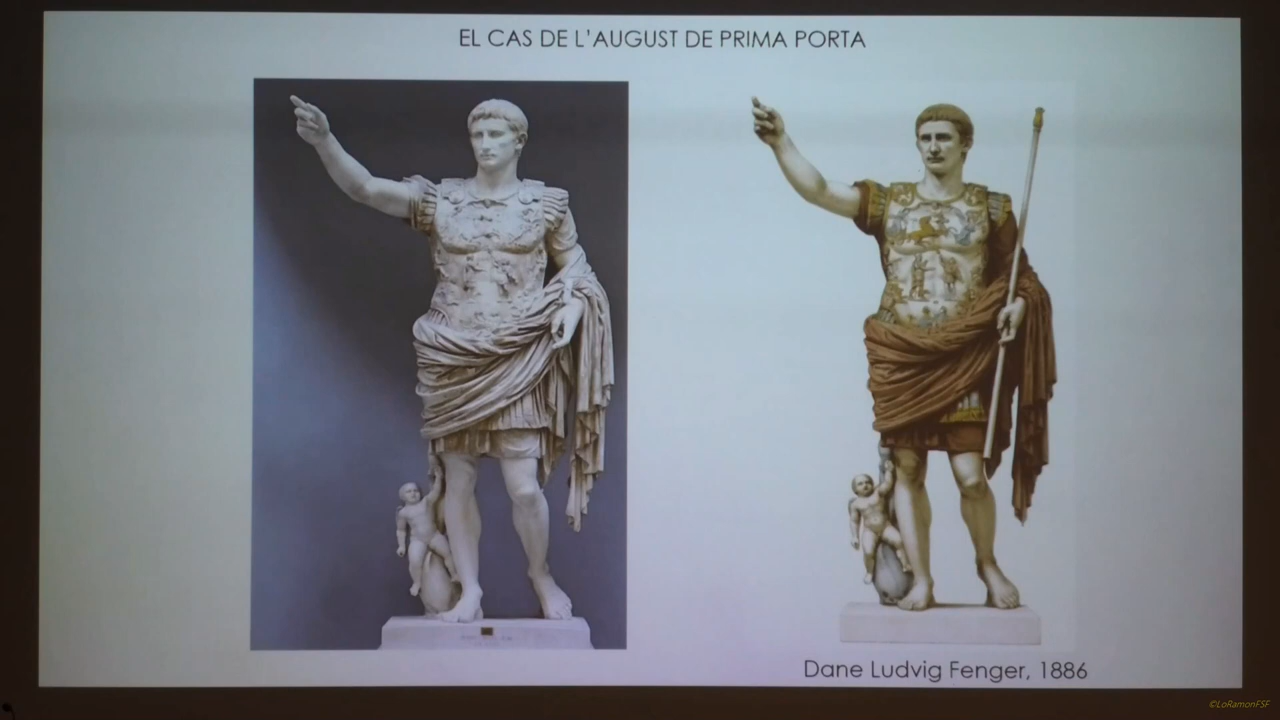 EL CAS DE L'AUGUST DE PRIMA PORTA
Dane Ludvig Fenger, 1886
©LoRamonFSF